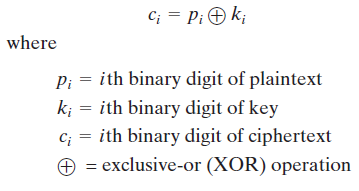 cᵢ = pᵢ ⊕ kᵢ
where
pᵢ = ith binary digit of plaintext
kᵢ = ith binary digit of key
cᵢ = ith binary digit of ciphertext
⊕ = exclusive-or (XOR) operation